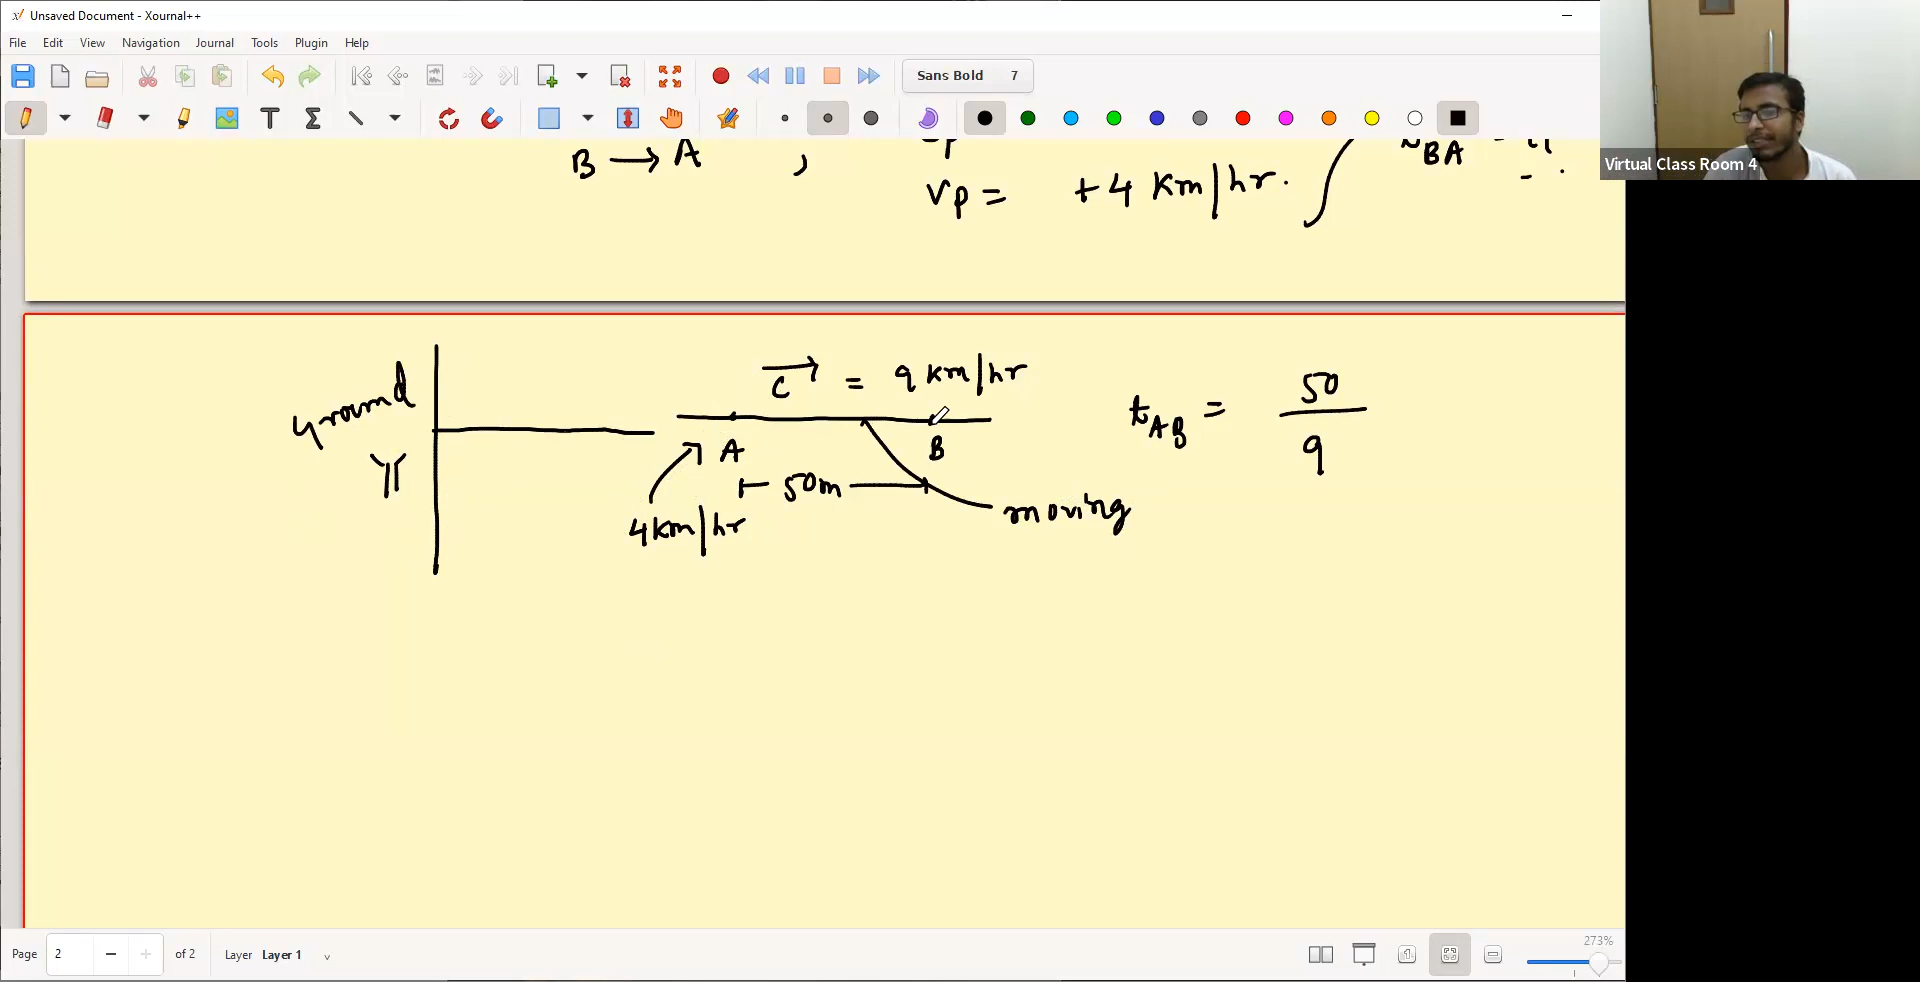 Unsaved Document - Xournal++
File Edit View Navigation Journal Tools Plugin Help
Sans Bold 7
Virtual Class Room 4
B → A ,
BA
vp = +4 Km/hr.
Ground
C = 9 Km/hr
A
B
50m
4km/hr
moving
tAB = 50/9
Page 2 of 2 Layer Layer 1
273%